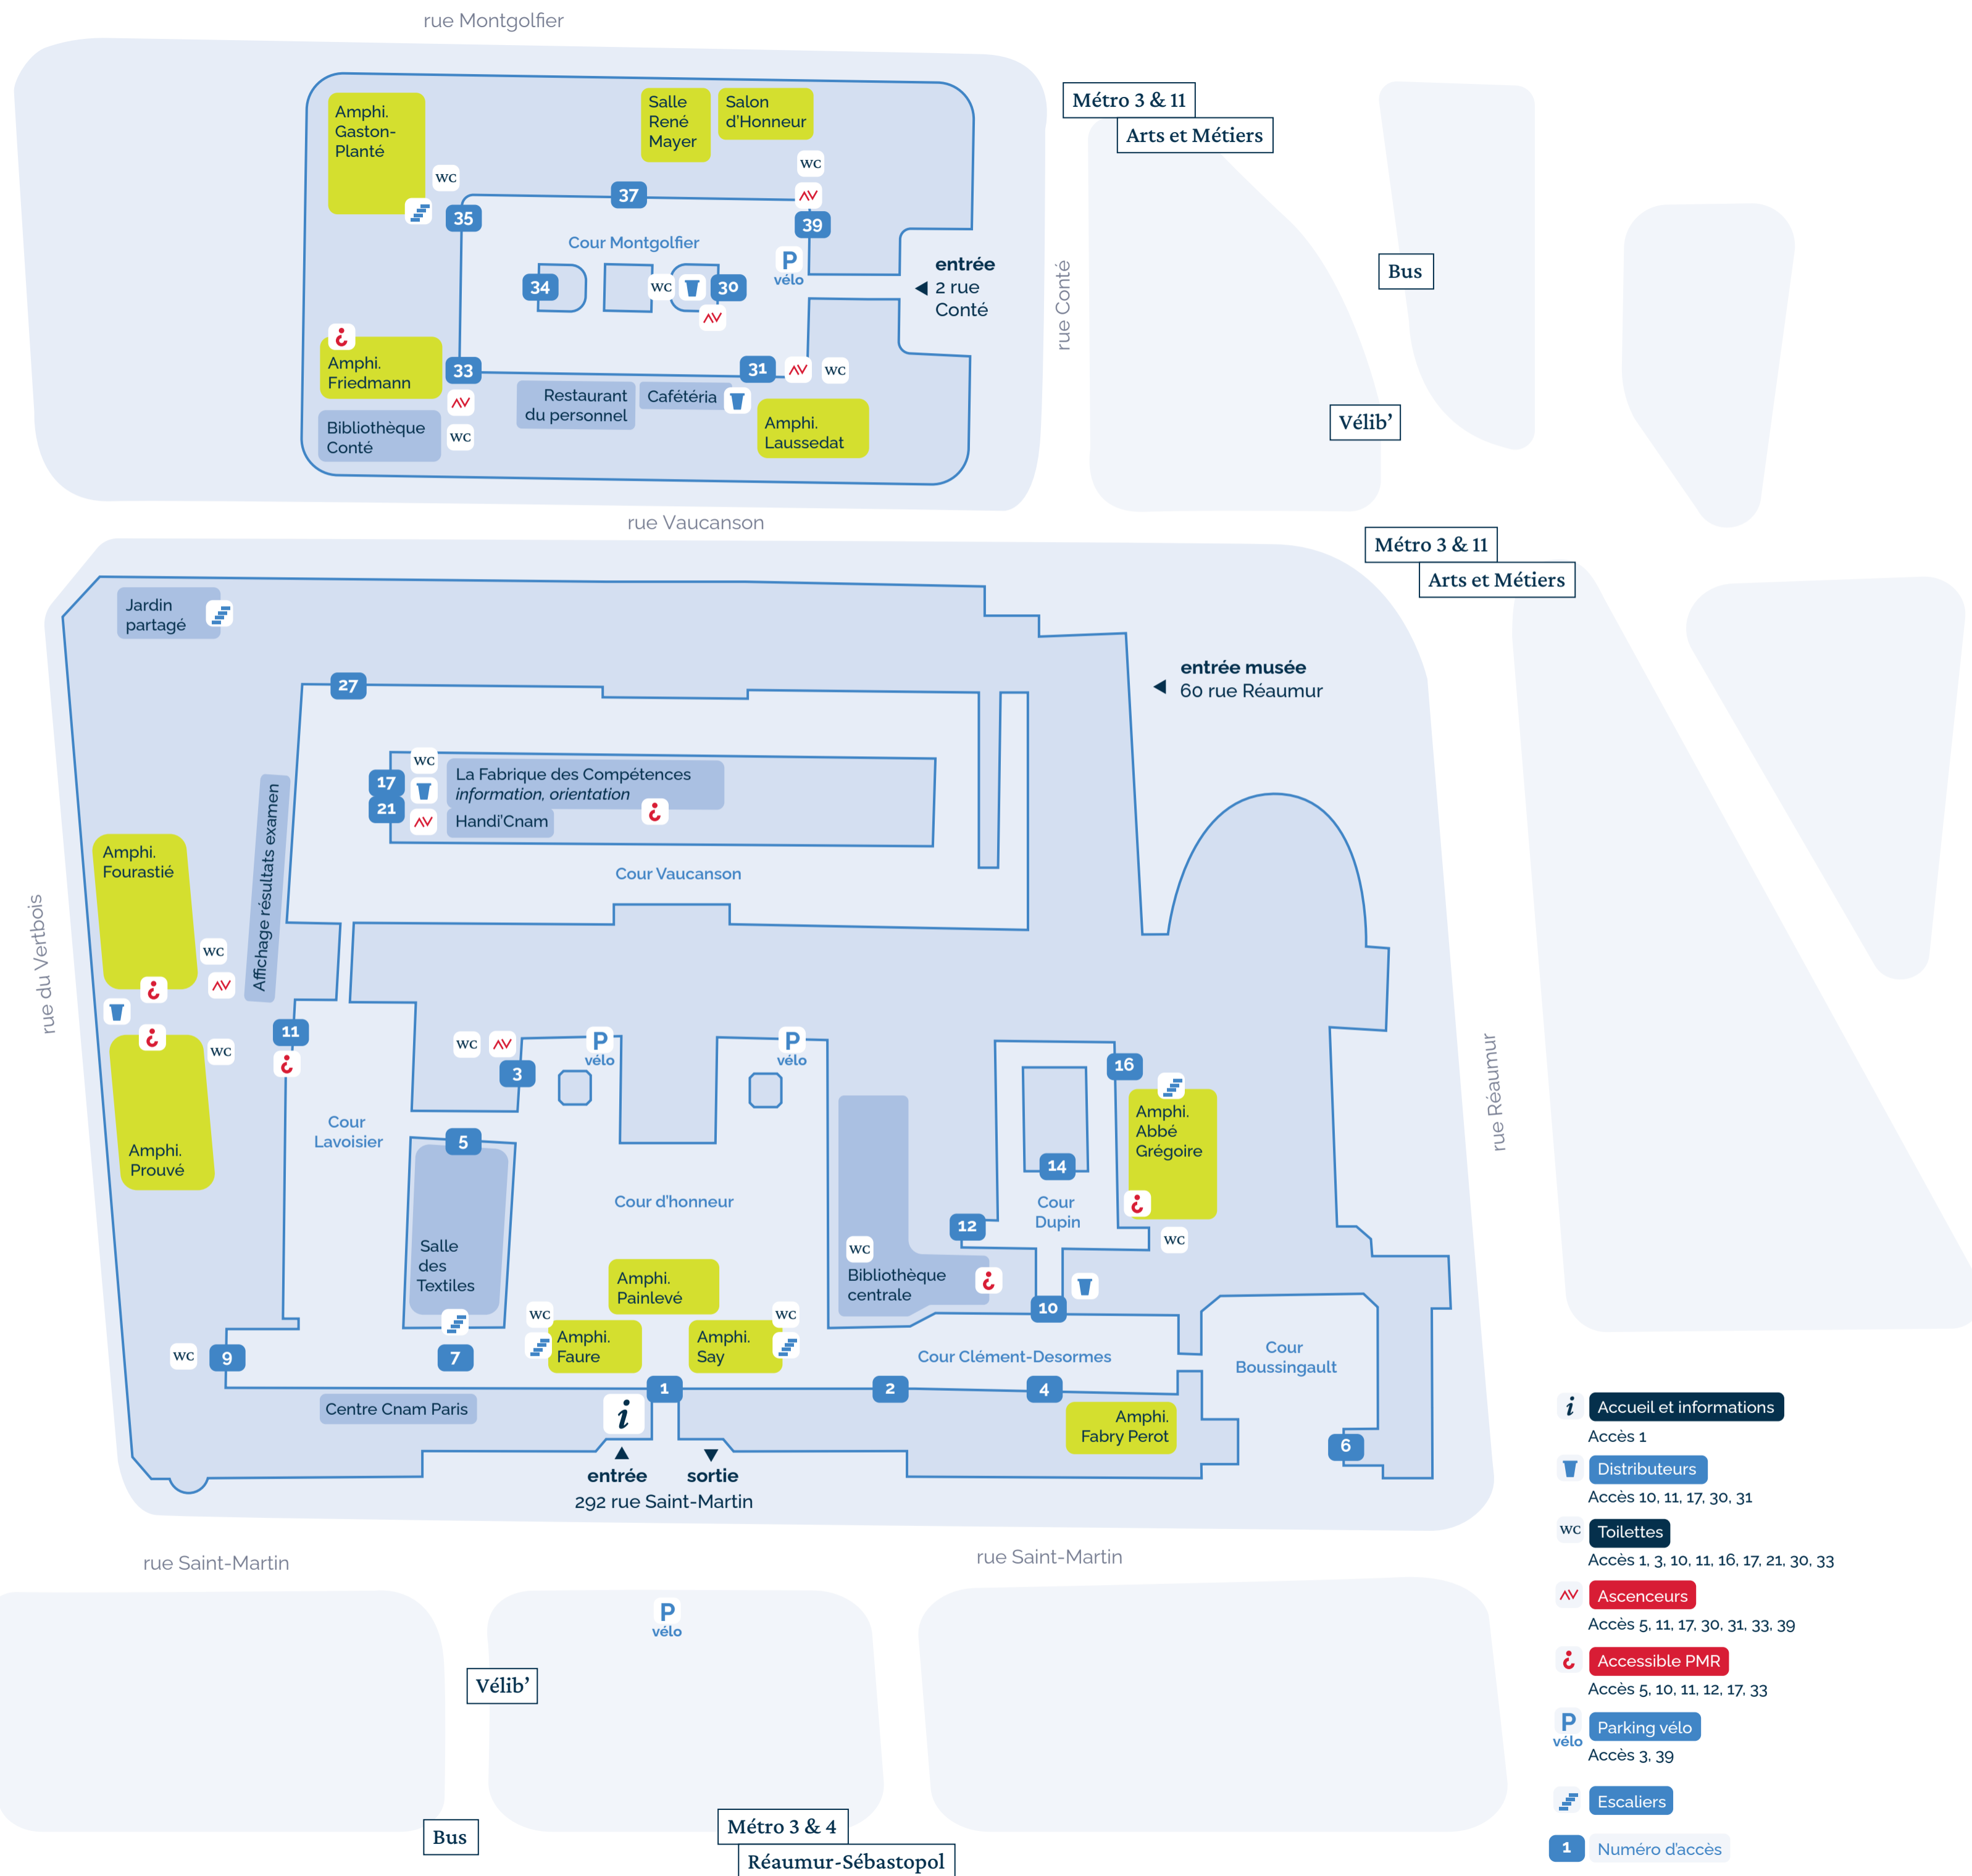 rue Montgolfier
Amphi.
Gaston-
Planté
WC
35
37
Salle
René
Mayer
Salon
d'Honneur
WC
39
Cour Montgolfier
P
vélo
34
WC
30
entrée
2 rue
Conté
rue Conté
Amphi.
Friedmann
33
Bibliothèque
Conté
WC
Restaurant
du personnel
Cafétéria
31
WC
Amphi.
Laussedat
Métro 3 & 11
Arts et Métiers
Bus
Vélib'
rue Vaucanson
Métro 3 & 11
Arts et Métiers
Jardin
partagé
27
entrée musée
60 rue Réaumur
17
21
WC
La Fabrique des Compétences
information, orientation
Handi'Cnam
Cour Vaucanson
Affichage résultats examen
Amphi.
Fourastié
WC
rue du Vertbois
WC
11
Amphi.
Prouvé
WC
3
P
vélo
P
vélo
Cour
Lavoisier
5
Salle
des
Textiles
Cour d'honneur
16
Amphi.
Abbé
Grégoire
14
Cour
Dupin
12
WC
WC
Bibliothèque
centrale
10
rue Réaumur
Amphi.
Painlevé
WC
Amphi.
Faure
Amphi.
Say
WC
WC
9
7
Cour Clément-Desormes
Cour
Boussingault
1
2
4
Centre Cnam Paris
i
Amphi.
Fabry Perot
6
entrée
sortie
292 rue Saint-Martin
rue Saint-Martin
rue Saint-Martin
P
vélo
Vélib'
Bus
Métro 3 & 4
Réaumur-Sébastopol
i Accueil et informations
Accès 1
Distributeurs
Accès 10, 11, 17, 30, 31
WC Toilettes
Accès 1, 3, 10, 11, 16, 17, 21, 30, 33
Ascenceurs
Accès 5, 11, 17, 30, 31, 33, 39
Accessible PMR
Accès 5, 10, 11, 12, 17, 33
P
vélo Parking vélo
Accès 3, 39
Escaliers
1 Numéro d'accès